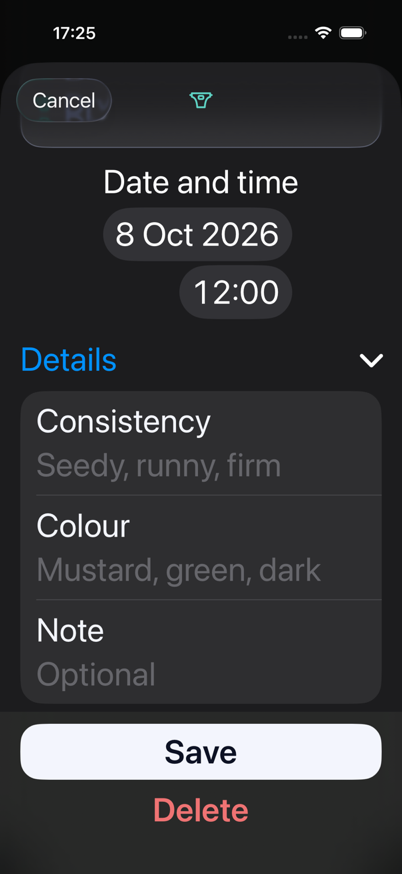 17:25
Cancel
Date and time
8 Oct 2026
12:00
Details
Consistency
Seedy, runny, firm
Colour
Mustard, green, dark
Note
Optional
Save
Delete